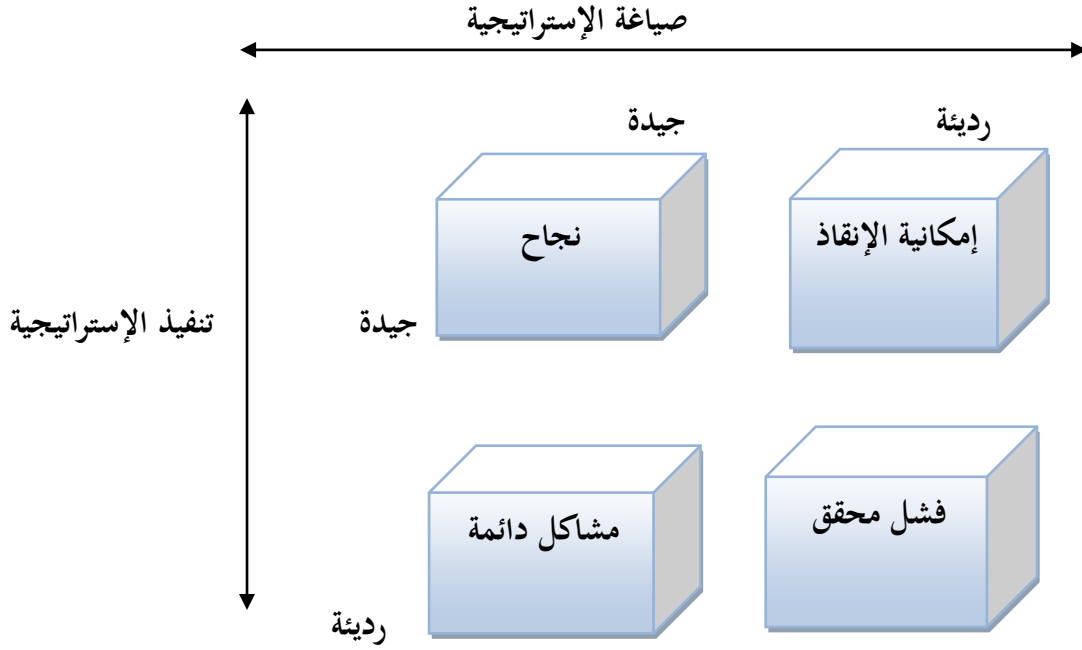 صياغة الإستراتيجية
رديئة
جيدة
إمكانية الإنقاذ
نجاح
جيدة
تنفيذ الإستراتيجية
فشل محقق
مشاكل دائمة
رديئة